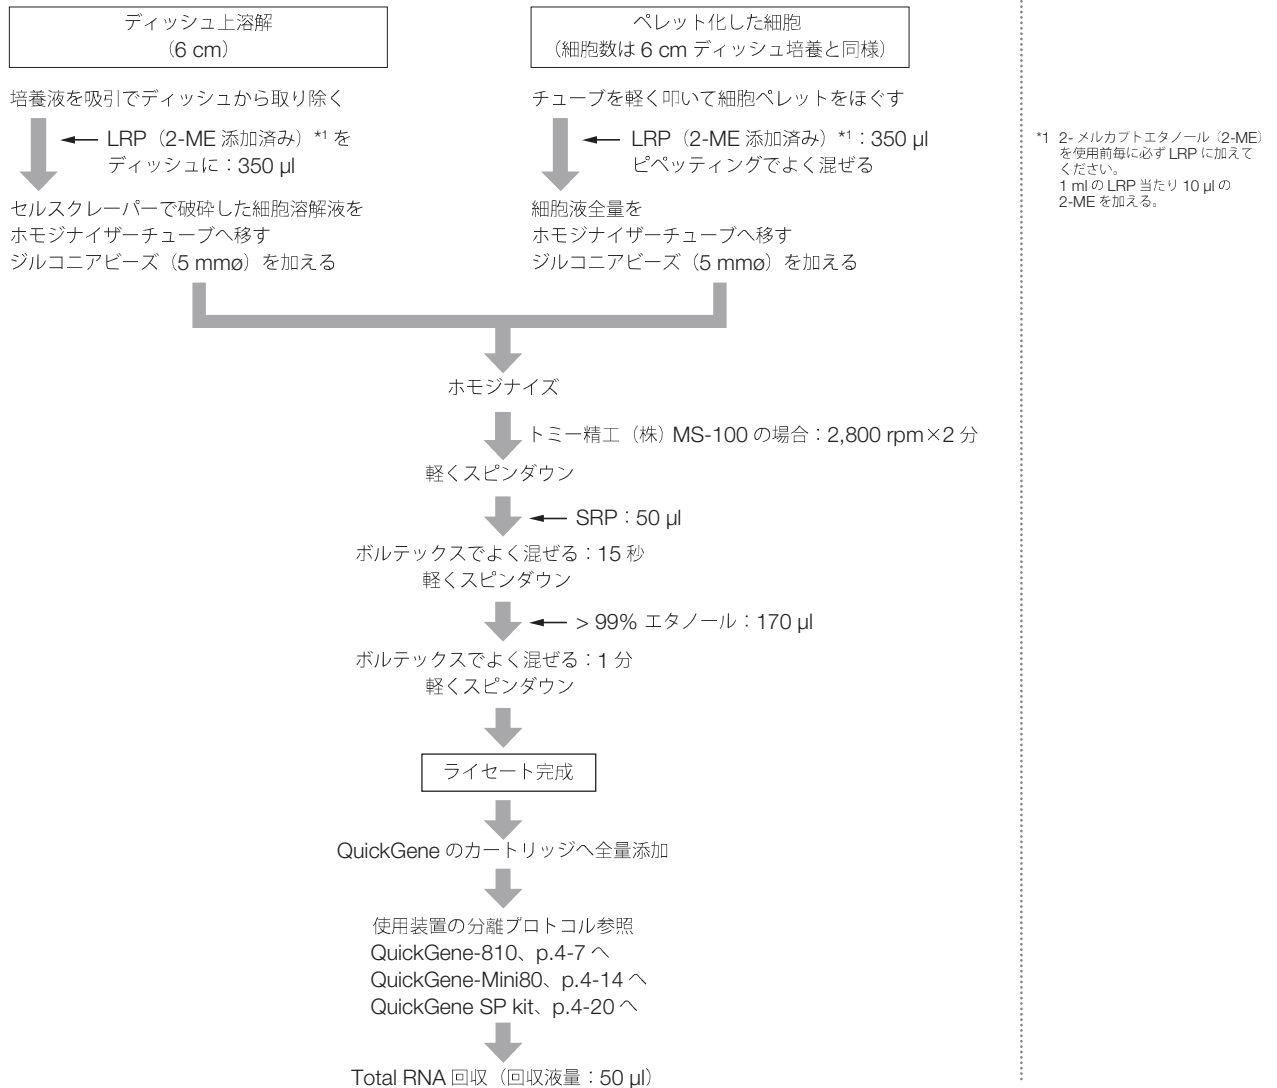 ディッシュ上溶解
（6 cm）
培養液を吸引でディッシュから取り除く
LRP（2-ME 添加済み）*1 を
ディッシュに：350 µl
セルスクレーパーで破砕した細胞溶解液を
ホモジナイザーチューブへ移す
ジルコニアビーズ（5 mmø）を加える
ペレット化した細胞
（細胞数は 6 cm ディッシュ培養と同様）
チューブを軽く叩いて細胞ペレットをほぐす
LRP（2-ME 添加済み）*1：350 µl
ピペッティングでよく混ぜる
細胞液全量を
ホモジナイザーチューブへ移す
ジルコニアビーズ（5 mmø）を加える
ホモジナイズ
トミー精工（株）MS-100 の場合：2,800 rpm×2 分
軽くスピンダウン
SRP：50 µl
ボルテックスでよく混ぜる：15 秒
軽くスピンダウン
> 99% エタノール：170 µl
ボルテックスでよく混ぜる：1 分
軽くスピンダウン
ライセート完成
QuickGene のカートリッジへ全量添加
使用装置の分離プロトコル参照
QuickGene-810、p.4-7 へ
QuickGene-Mini80、p.4-14 へ
QuickGene SP kit、p.4-20 へ
Total RNA 回収（回収液量：50 µl）
*1 2- メルカプトエタノール（2-ME）
を使用前毎に必ず LRP に加えて
ください。
1 ml の LRP 当たり 10 µl の
2-ME を加える。